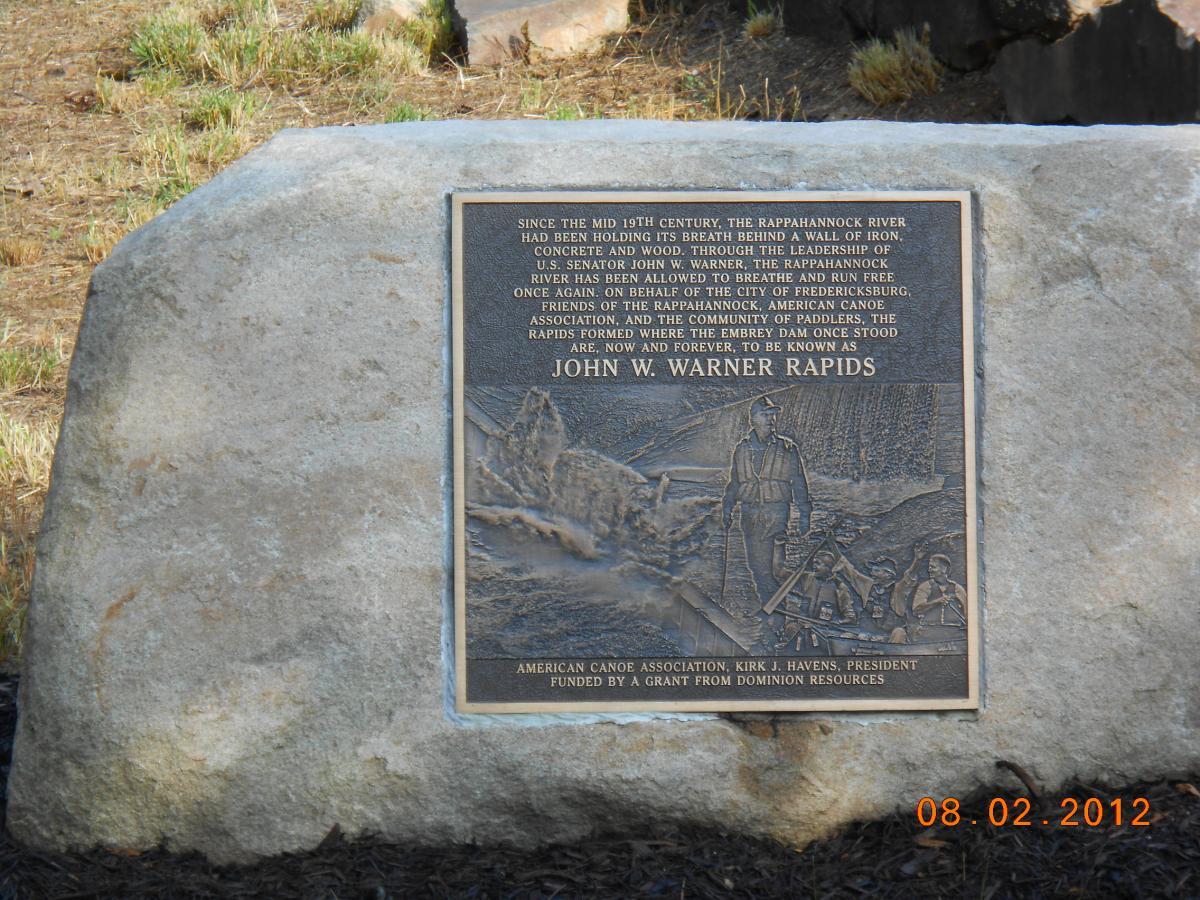 SINCE THE MID 19TH CENTURY, THE RAPPAHANNOCK RIVER
HAD BEEN HOLDING ITS BREATH BEHIND A WALL OF IRON,
CONCRETE AND WOOD. THROUGH THE LEADERSHIP OF
U.S. SENATOR JOHN W. WARNER, THE RAPPAHANNOCK
RIVER HAS BEEN ALLOWED TO BREATHE AND RUN FREE
ONCE AGAIN. ON BEHALF OF THE CITY OF FREDERICKSBURG,
FRIENDS OF THE RAPPAHANNOCK, AMERICAN CANOE
ASSOCIATION, AND THE COMMUNITY OF PADDLERS, THE
RAPIDS FORMED WHERE THE EMBREY DAM ONCE STOOD
ARE, NOW AND FOREVER, TO BE KNOWN AS
JOHN W. WARNER RAPIDS
AMERICAN CANOE ASSOCIATION, KIRK J. HAVENS, PRESIDENT
FUNDED BY A GRANT FROM DOMINION RESOURCES
08.02.2012